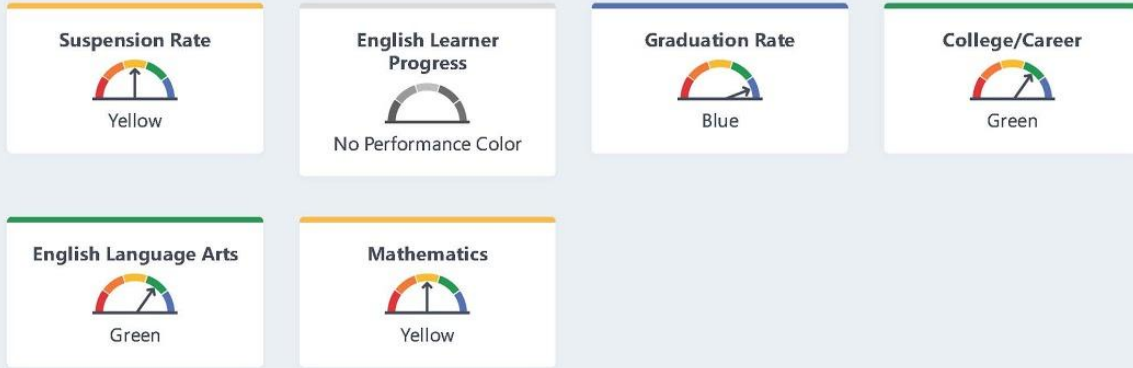 Suspension Rate
Yellow
English Learner
Progress
No Performance Color
Graduation Rate
Blue
College/Career
Green
English Language Arts
Green
Mathematics
Yellow